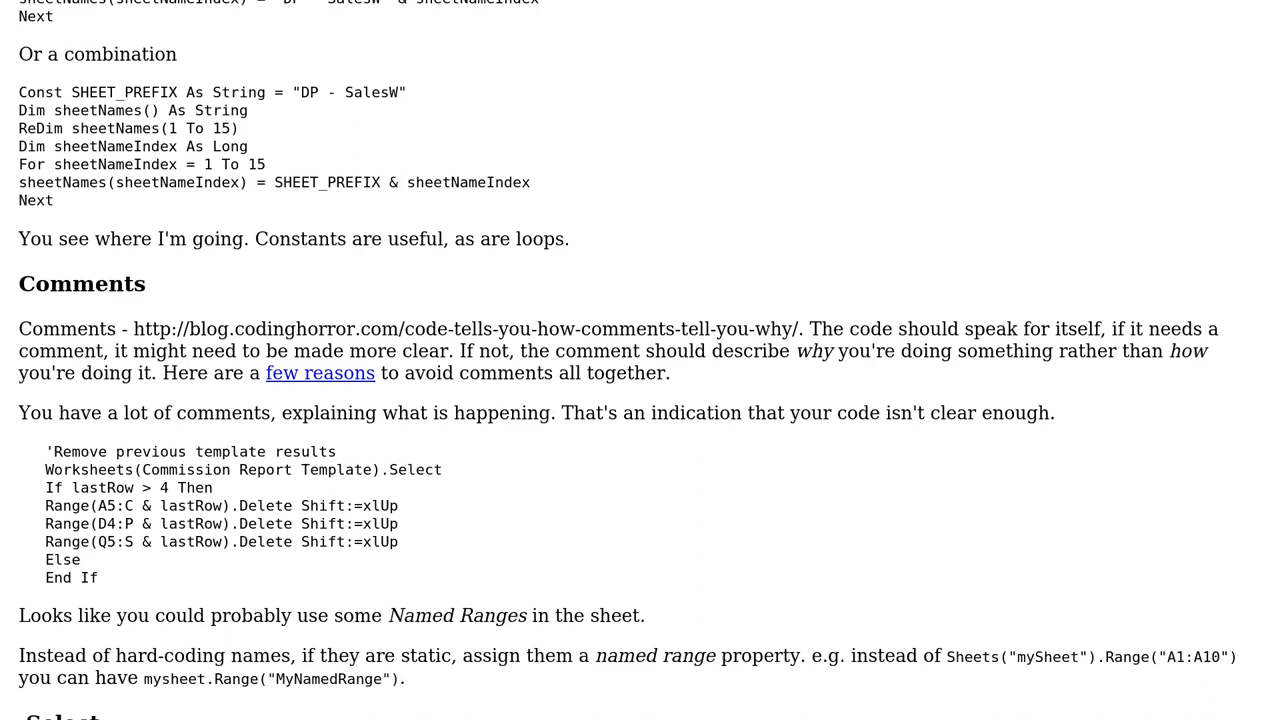 sheetNames(sheetNameIndex) = "DP - SalesW" & sheetNameIndex
Next
Or a combination
Const SHEET_PREFIX As String = "DP - SalesW"
Dim sheetNames() As String
ReDim sheetNames(1 To 15)
Dim sheetNameIndex As Long
For sheetNameIndex = 1 To 15
sheetNames(sheetNameIndex) = SHEET_PREFIX & sheetNameIndex
Next
You see where I'm going. Constants are useful, as are loops.
Comments
Comments - http://blog.codinghorror.com/code-tells-you-how-comments-tell-you-why/. The code should speak for itself, if it needs a
comment, it might need to be made more clear. If not, the comment should describe why you're doing something rather than how
you're doing it. Here are a few reasons to avoid comments all together.
You have a lot of comments, explaining what is happening. That's an indication that your code isn't clear enough.
'Remove previous template results
Worksheets(Commission Report Template).Select
If lastRow > 4 Then
Range(A5:C & lastRow).Delete Shift:=xlUp
Range(D4:P & lastRow).Delete Shift:=xlUp
Range(Q5:S & lastRow).Delete Shift:=xlUp
Else
End If
Looks like you could probably use some Named Ranges in the sheet.
Instead of hard-coding names, if they are static, assign them a named range property. e.g. instead of Sheets("mySheet").Range("A1:A10")
you can have mysheet.Range("MyNamedRange").
.Select